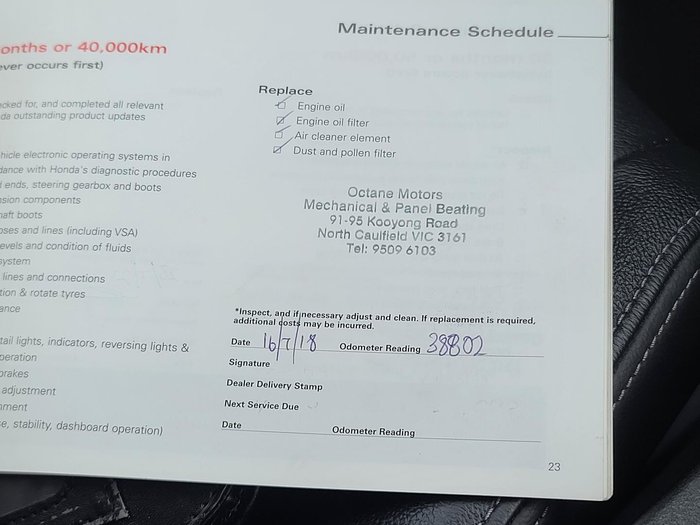 Maintenance Schedule
onths or 40,000km
ever occurs first)
cked for, and completed all relevant
da outstanding product updates
hicle electronic operating systems in
dance with Honda's diagnostic procedures
ends, steering gearbox and boots
nsion components
haft boots
oses and lines (including VSA)
evels and condition of fluids
system
lines and connections
tion & rotate tyres
ance
tail lights, indicators, reversing lights &
peration
brakes
adjustment
nment
e, stability, dashboard operation)
Replace
Engine oil
Engine oil filter
Air cleaner element
Dust and pollen filter
Octane Motors
Mechanical & Panel Beating
91-95 Kooyong Road
North Caulfield VIC 3161
Tel: 9509 6103
*Inspect, and if necessary adjust and clean. If replacement is required,
additional costs may be incurred.
Date 16/7/18 Odometer Reading 38802
Signature
Dealer Delivery Stamp
Next Service Due
Date Odometer Reading
23